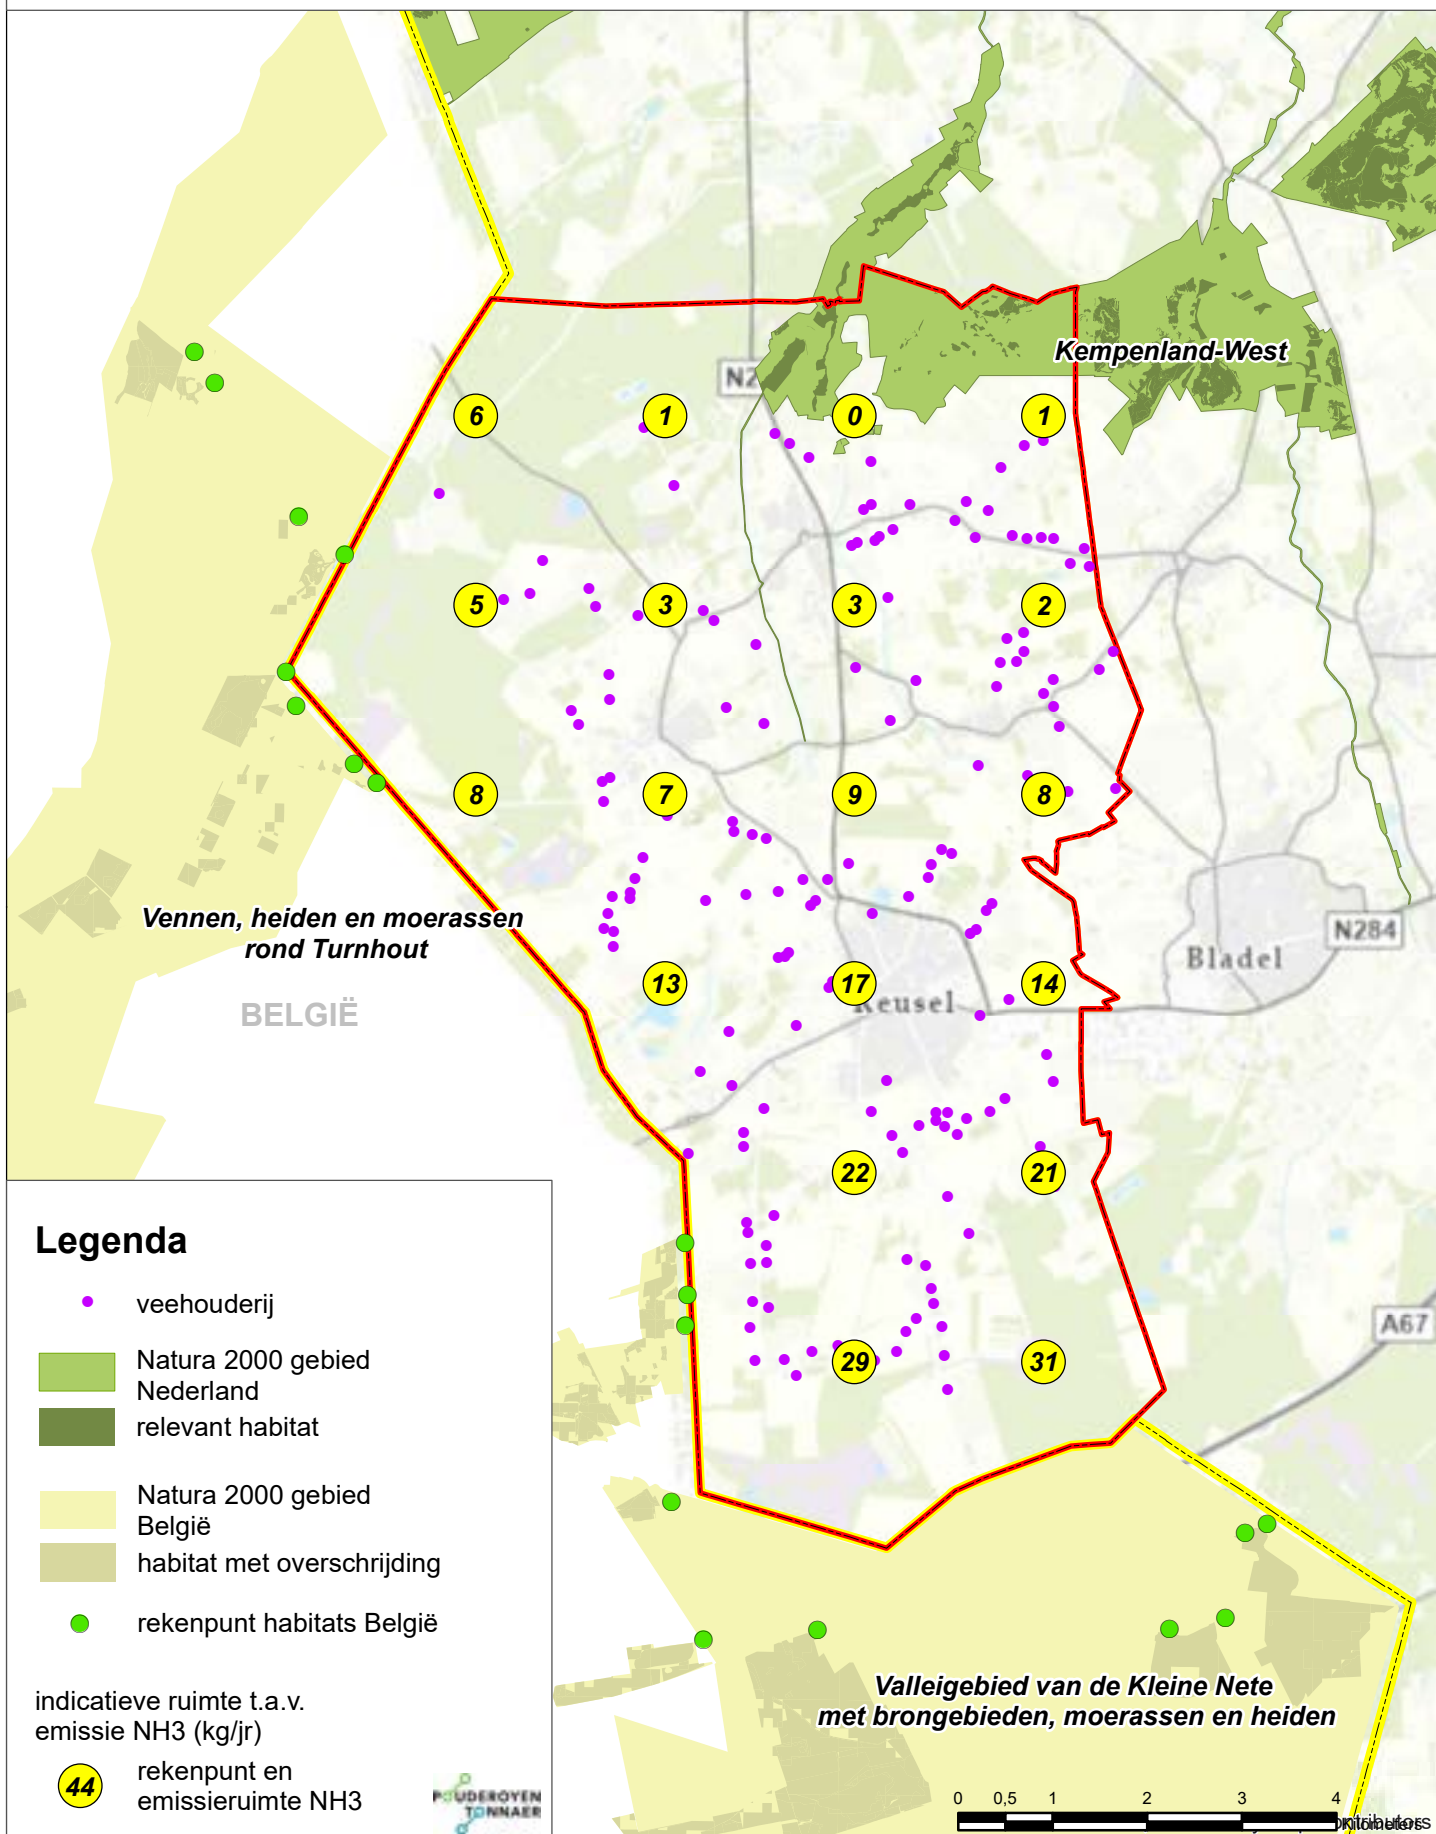 Kempenland-West
N2
6
1
0
1
5
3
3
2
8
7
9
8
Vennen, heiden en moerassen
rond Turnhout
BELGIË
N284
Bladel
13
17
14
Keusel
22
21
A67
29
31
Legenda
veehouderij
Natura 2000 gebied
Nederland
relevant habitat
Natura 2000 gebied
België
habitat met overschrijding
rekenpunt habitats België
indicatieve ruimte t.a.v.
emissie NH3 (kg/jr)
44
rekenpunt en
emissieruimte NH3
POUDEROYEN
TONNAER
Valleigebied van de Kleine Nete
met brongebieden, moerassen en heiden
0 0,5 1 2 3 4
Kilometers